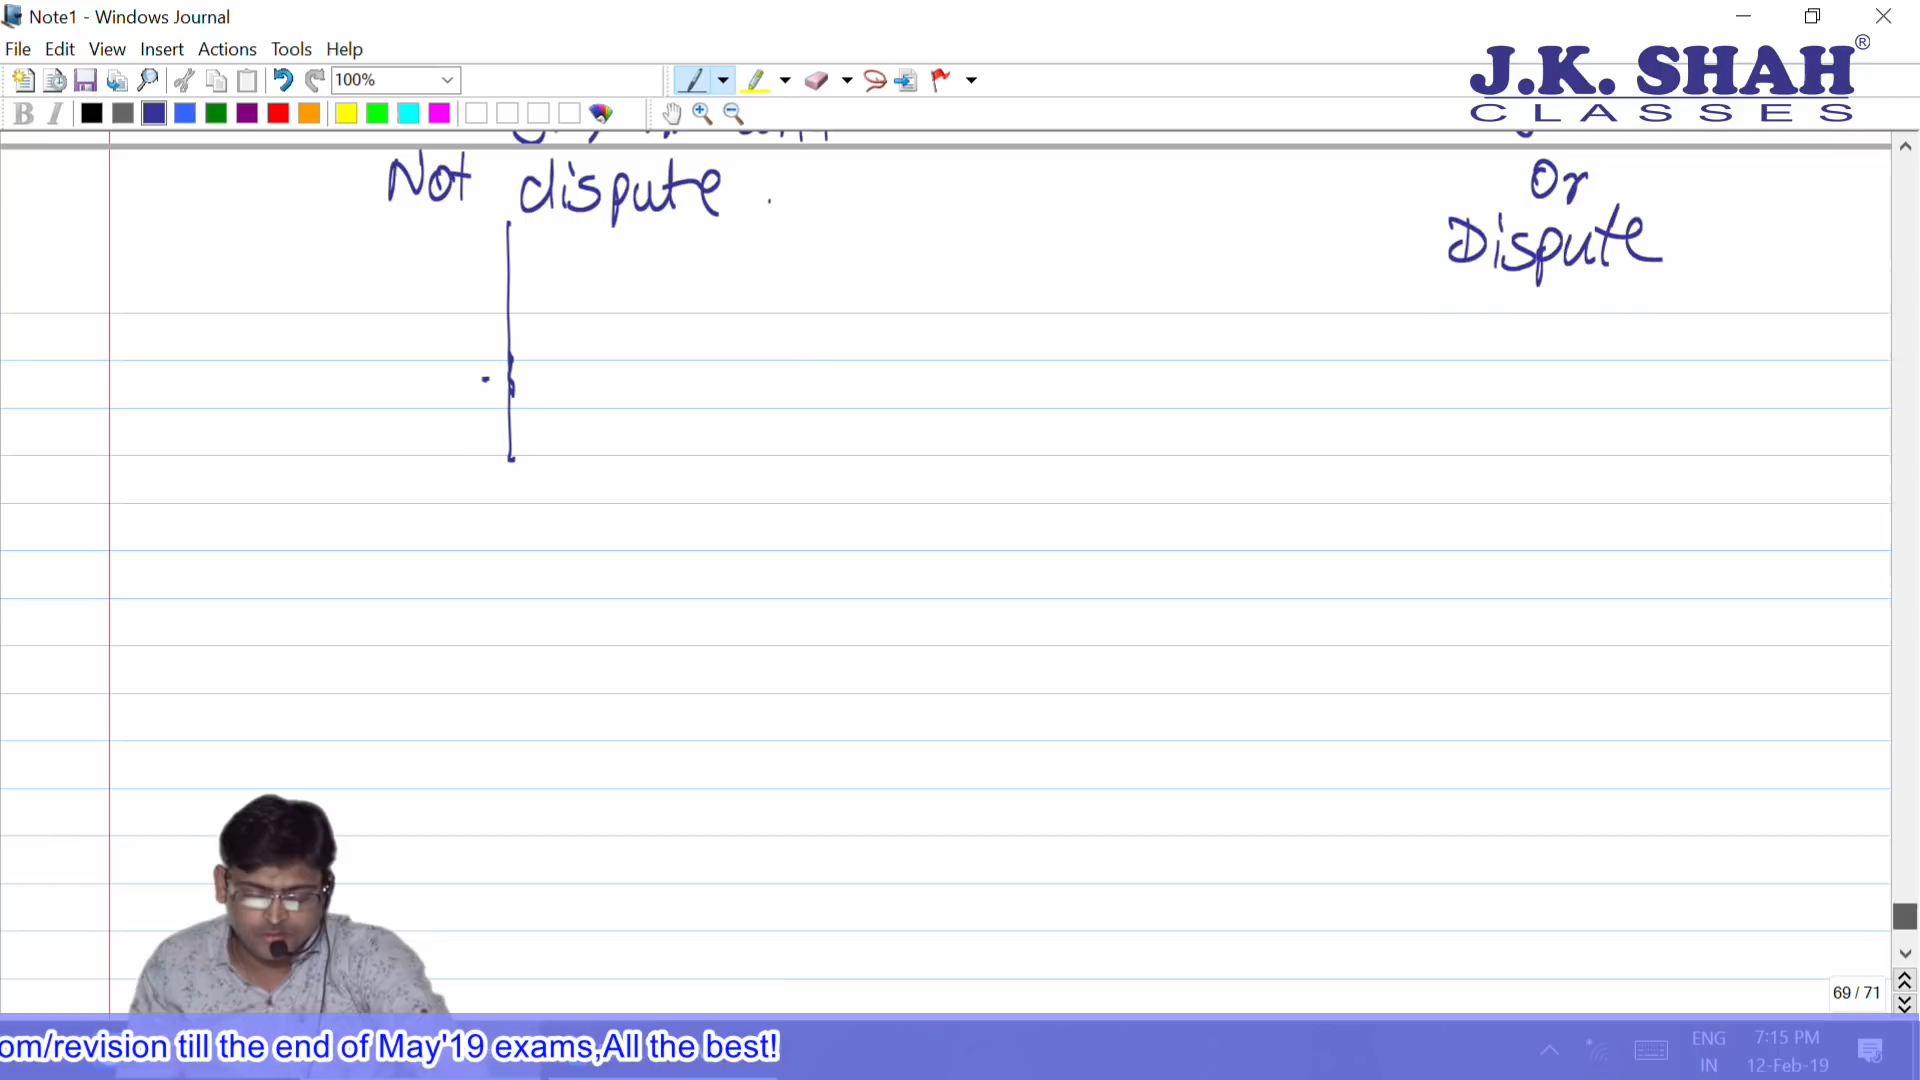 Note1 - Windows Journal
File Edit View Insert Actions Tools Help
100%
B I
J.K. SHAH®
CLASSES
Not dispute.
Or
Dispute
69 / 71
om/revision till the end of May'19 exams,All the best!
ENG
IN
7:15 PM
12-Feb-19